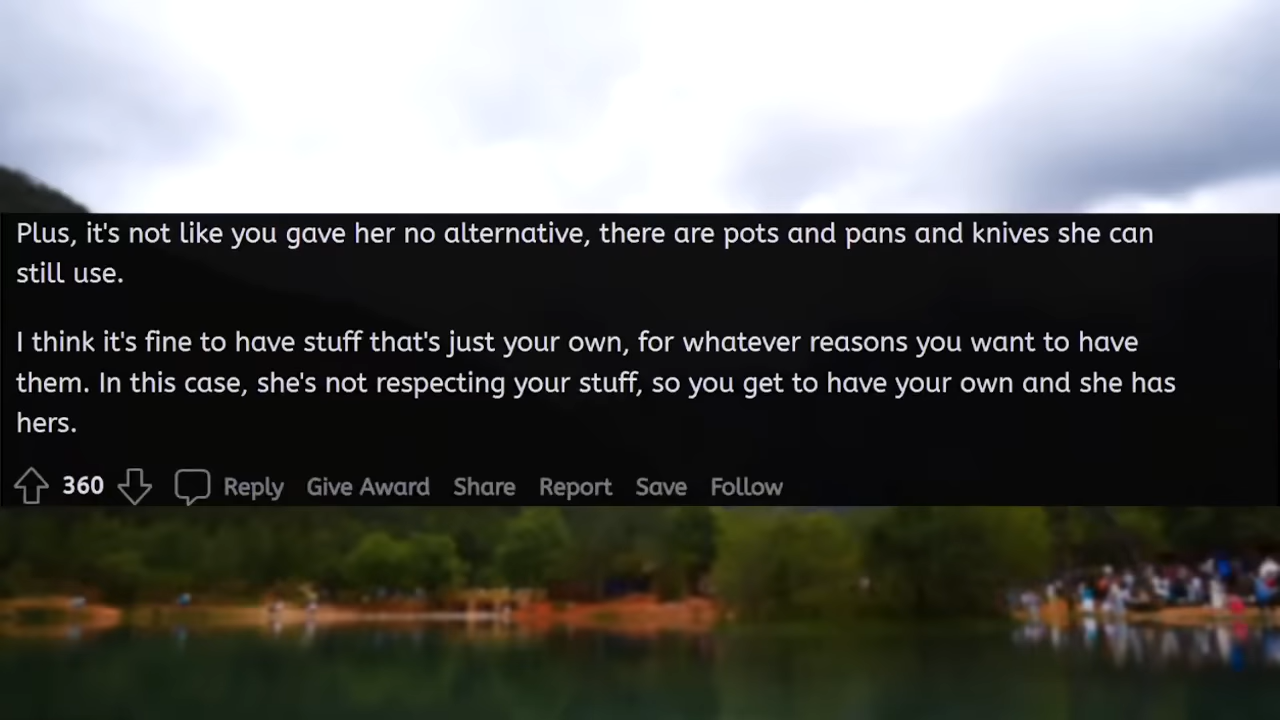 Plus, it's not like you gave her no alternative, there are pots and pans and knives she can
still use.
I think it's fine to have stuff that's just your own, for whatever reasons you want to have
them. In this case, she's not respecting your stuff, so you get to have your own and she has
hers.
360 Reply Give Award Share Report Save Follow